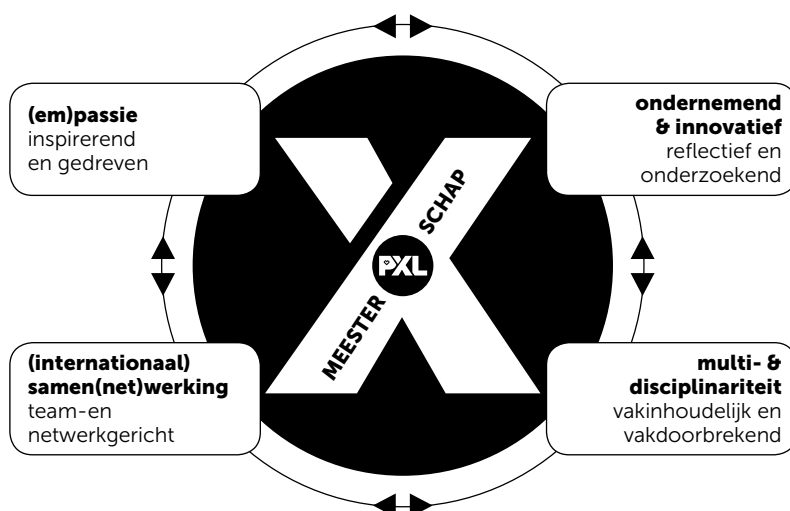 (em)passie
inspirerend
en gedreven
ondernemend
& innovatief
reflectief en
onderzoekend
MEESTER SCHAP
PXL
(internationaal)
samen(net)werking
team-en
netwerkgericht
multi- &
disciplinariteit
vakinhoudelijk en
vakdoorbrekend